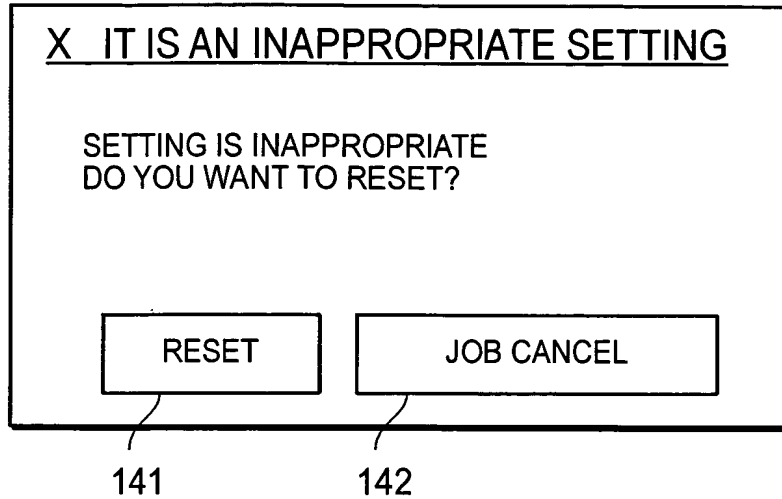 X IT IS AN INAPPROPRIATE SETTING
SETTING IS INAPPROPRIATE
DO YOU WANT TO RESET?
RESET JOB CANCEL
141 142